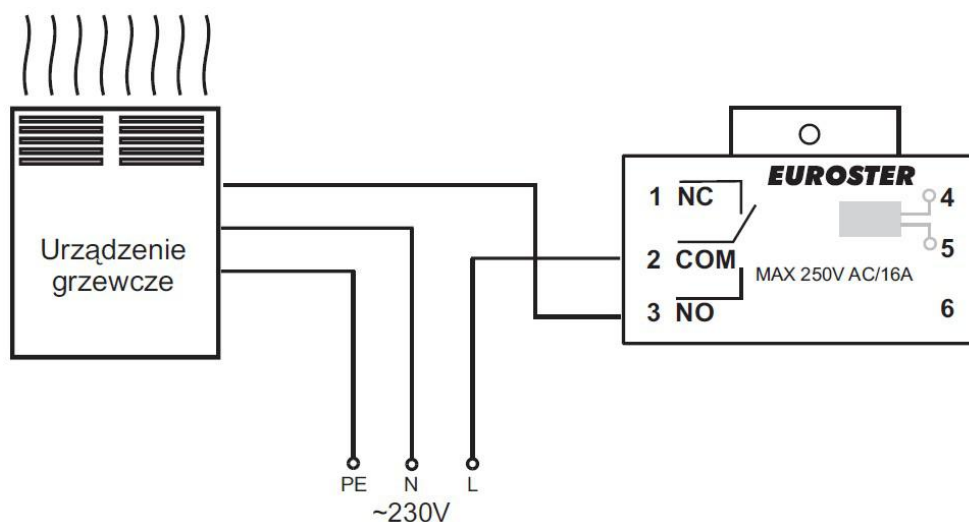 Urządzenie
grzewcze
EUROSTER
1 NC
4
2 COM
5
MAX 250V AC/16A
3 NO
6
PE N L
~230V